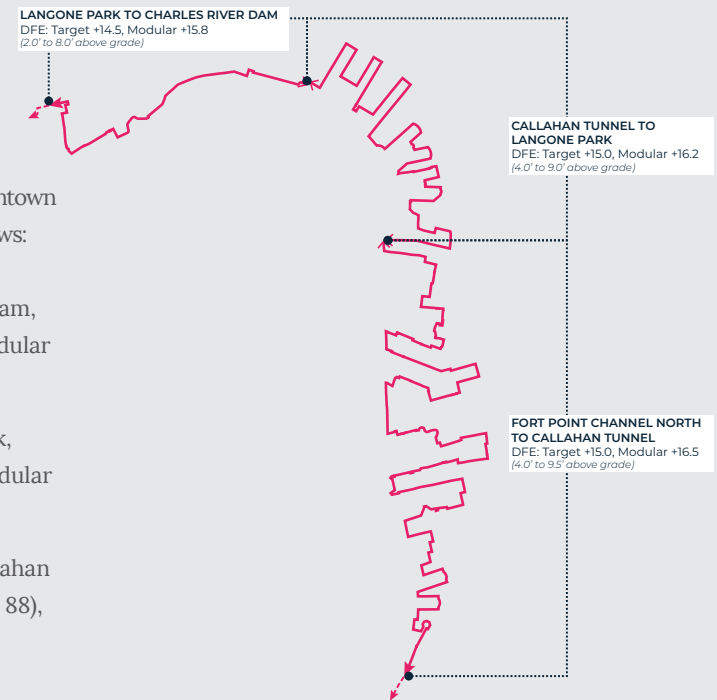 LANGONE PARK TO CHARLES RIVER DAM
DFE: Target +14.5, Modular +15.8
(2.0’ to 8.0’ above grade)
CALLAHAN TUNNEL TO
LANGONE PARK
DFE: Target +15.0, Modular +16.2
(4.0’ to 9.0’ above grade)
ntown
ws:
am,
dular
FORT POINT CHANNEL NORTH
TO CALLAHAN TUNNEL
DFE: Target +15.0, Modular +16.5
(4.0’ to 9.5’ above grade)
k,
dular
ahan
88),